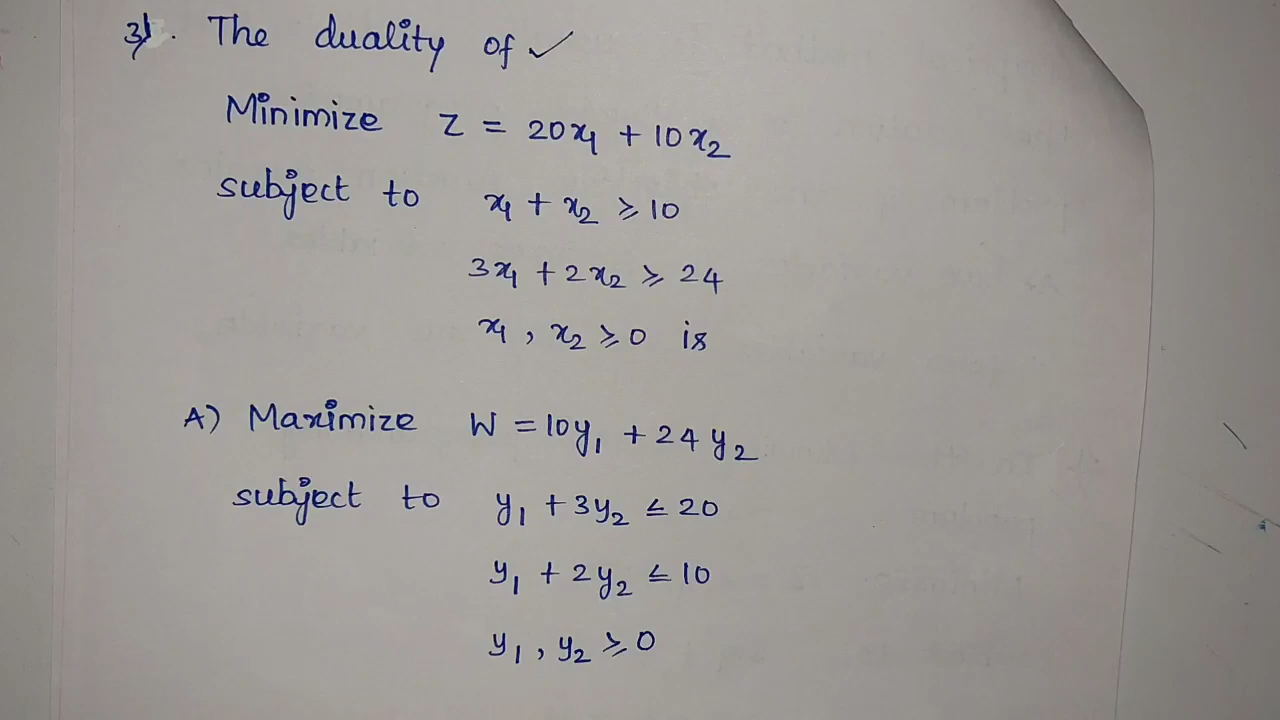 3). The duality of ✓
Minimize z = 20x₁ + 10x₂
subject to x₁ + x₂ ⩾ 10
3x₁ + 2x₂ ⩾ 24
x₁ , x₂ ⩾ 0 is
A) Maximize W = 10y₁ + 24y₂
subject to y₁ + 3y₂ ≤ 20
y₁ + 2y₂ ≤ 10
y₁ , y₂ ⩾ 0